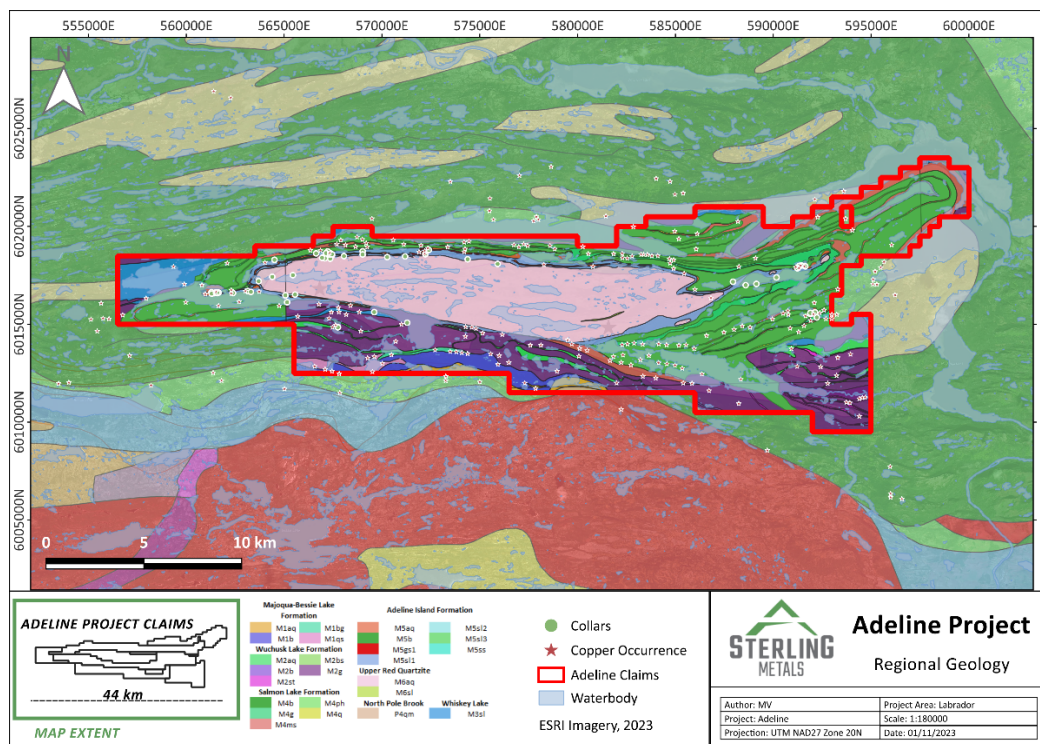 555000E 560000E 565000E 570000E 575000E 580000E 585000E 590000E 595000E 600000E
N
6025000N
6020000N
6015000N
6010000N
6005000N
0 5 10 km
ADELINE PROJECT CLAIMS
44 km
MAP EXTENT
Majoqua-Bessie Lake
Formation
M1aq M1bg
M1b M1qs
Wuchusk Lake Formation
M2aq M2bs
M2b M2g
M2st
Salmon Lake Formation
M4b M4ph
M4g M4q
M4ms
Adeline Island Formation
M5aq M5sl2
M5b M5sl3
M5gs1 M5ss
M5sl1
Upper Red Quartzite
M6aq
M6sl
North Pole Brook Whiskey Lake
P4qm M3sl
Collars
Copper Occurrence
Adeline Claims
Waterbody
ESRI Imagery, 2023
STERLING
METALS
Adeline Project
Regional Geology
Author: MV Project Area: Labrador
Project: Adeline Scale: 1:180000
Projection: UTM NAD27 Zone 20N Date: 01/11/2023